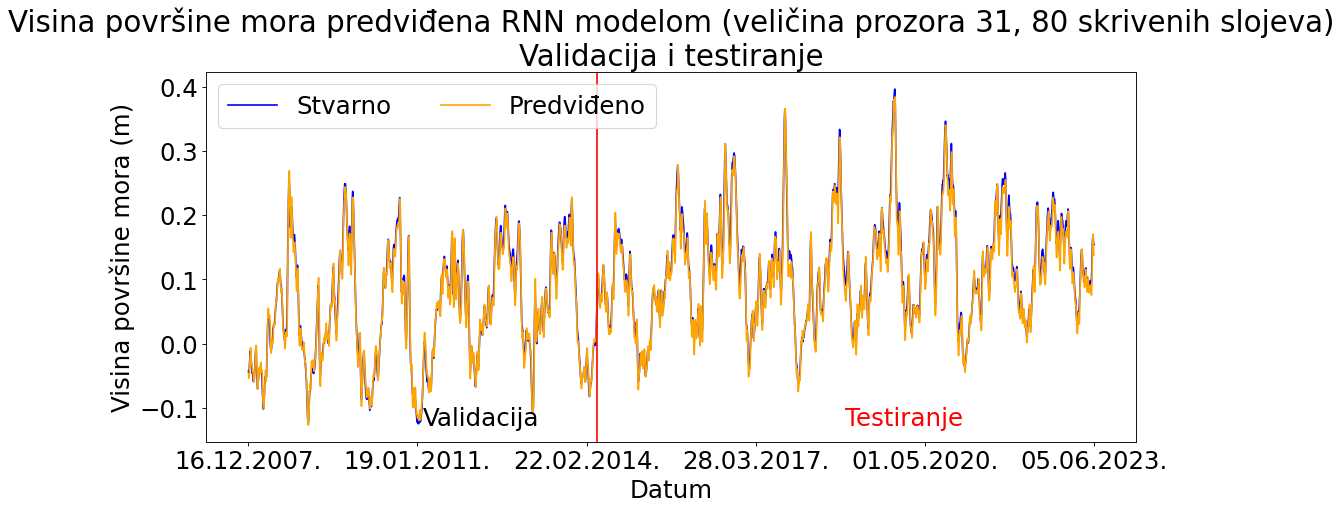 Visina površine mora predviđena RNN modelom (veličina prozora 31, 80 skrivenih slojeva)
Validacija i testiranje
Stvarno
Predviđeno
Visina površine mora (m)
0.4
0.3
0.2
0.1
0.0
−0.1
Validacija
Testiranje
16.12.2007.
19.01.2011.
22.02.2014.
28.03.2017.
01.05.2020.
05.06.2023.
Datum